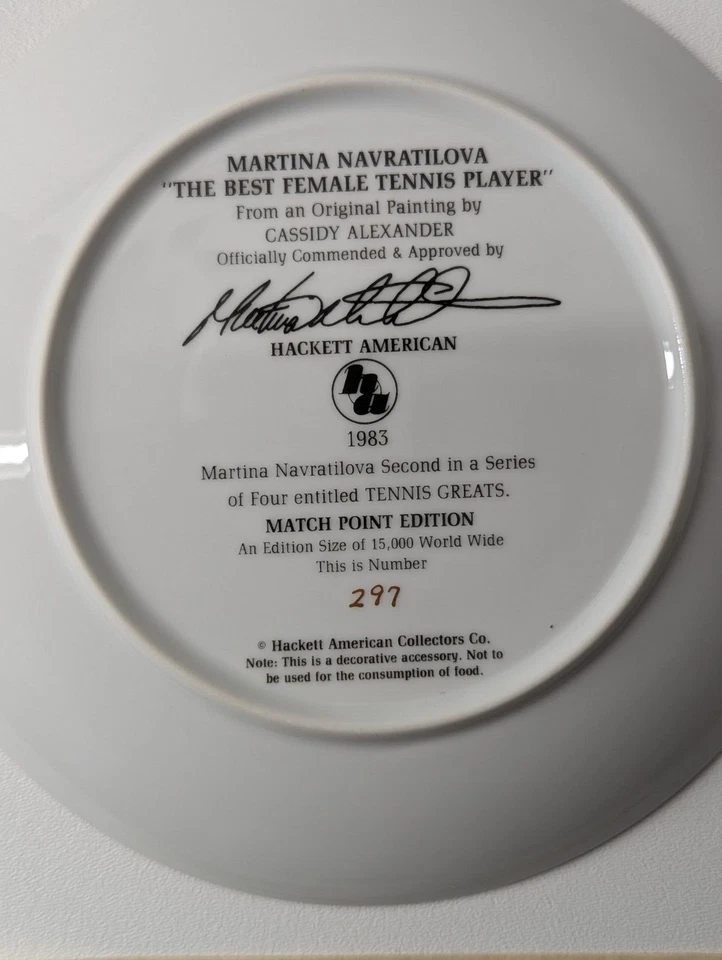 MARTINA NAVRATILOVA
"THE BEST FEMALE TENNIS PLAYER"
From an Original Painting by
CASSIDY ALEXANDER
Officially Commended & Approved by
Martina Navratilova
HACKETT AMERICAN
ha
1983
Martina Navratilova Second in a Series
of Four entitled TENNIS GREATS.
MATCH POINT EDITION
An Edition Size of 15,000 World Wide
This is Number
297
© Hackett American Collectors Co.
Note: This is a decorative accessory. Not to
be used for the consumption of food.